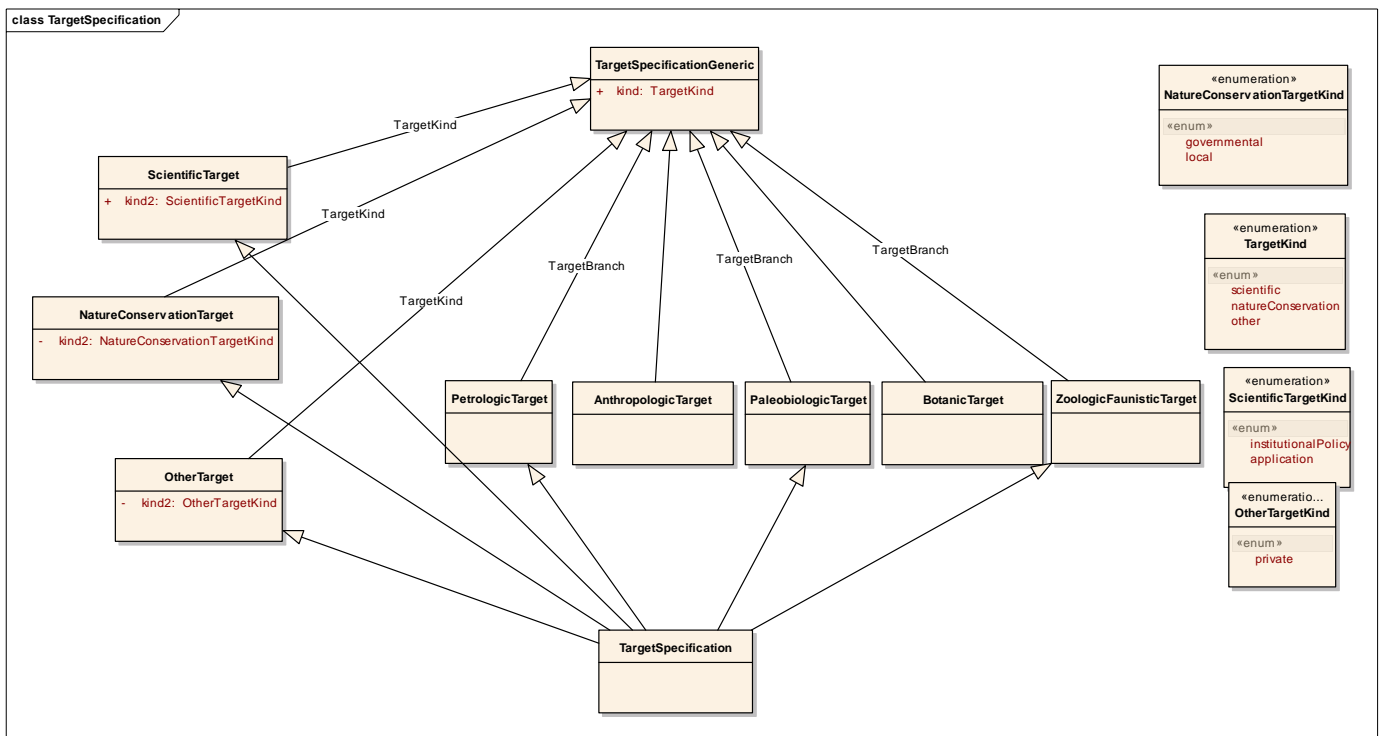 class TargetSpecification
TargetSpecificationGeneric
+ kind: TargetKind
«enumeration»
NatureConservationTargetKind
«enum»
governmental
local
TargetKind
ScientificTarget
+ kind2: ScientificTargetKind
TargetKind
«enumeration»
TargetKind
«enum»
scientific
natureConservation
other
TargetBranch
TargetBranch
TargetBranch
TargetKind
NatureConservationTarget
- kind2: NatureConservationTargetKind
PetrologicTarget
AnthropologicTarget
PaleobiologicTarget
BotanicTarget
ZoologicFaunisticTarget
«enumeration»
ScientificTargetKind
«enum»
institutionalPolicy
application
OtherTarget
- kind2: OtherTargetKind
«enumeratio...
OtherTargetKind
«enum»
private
TargetSpecification